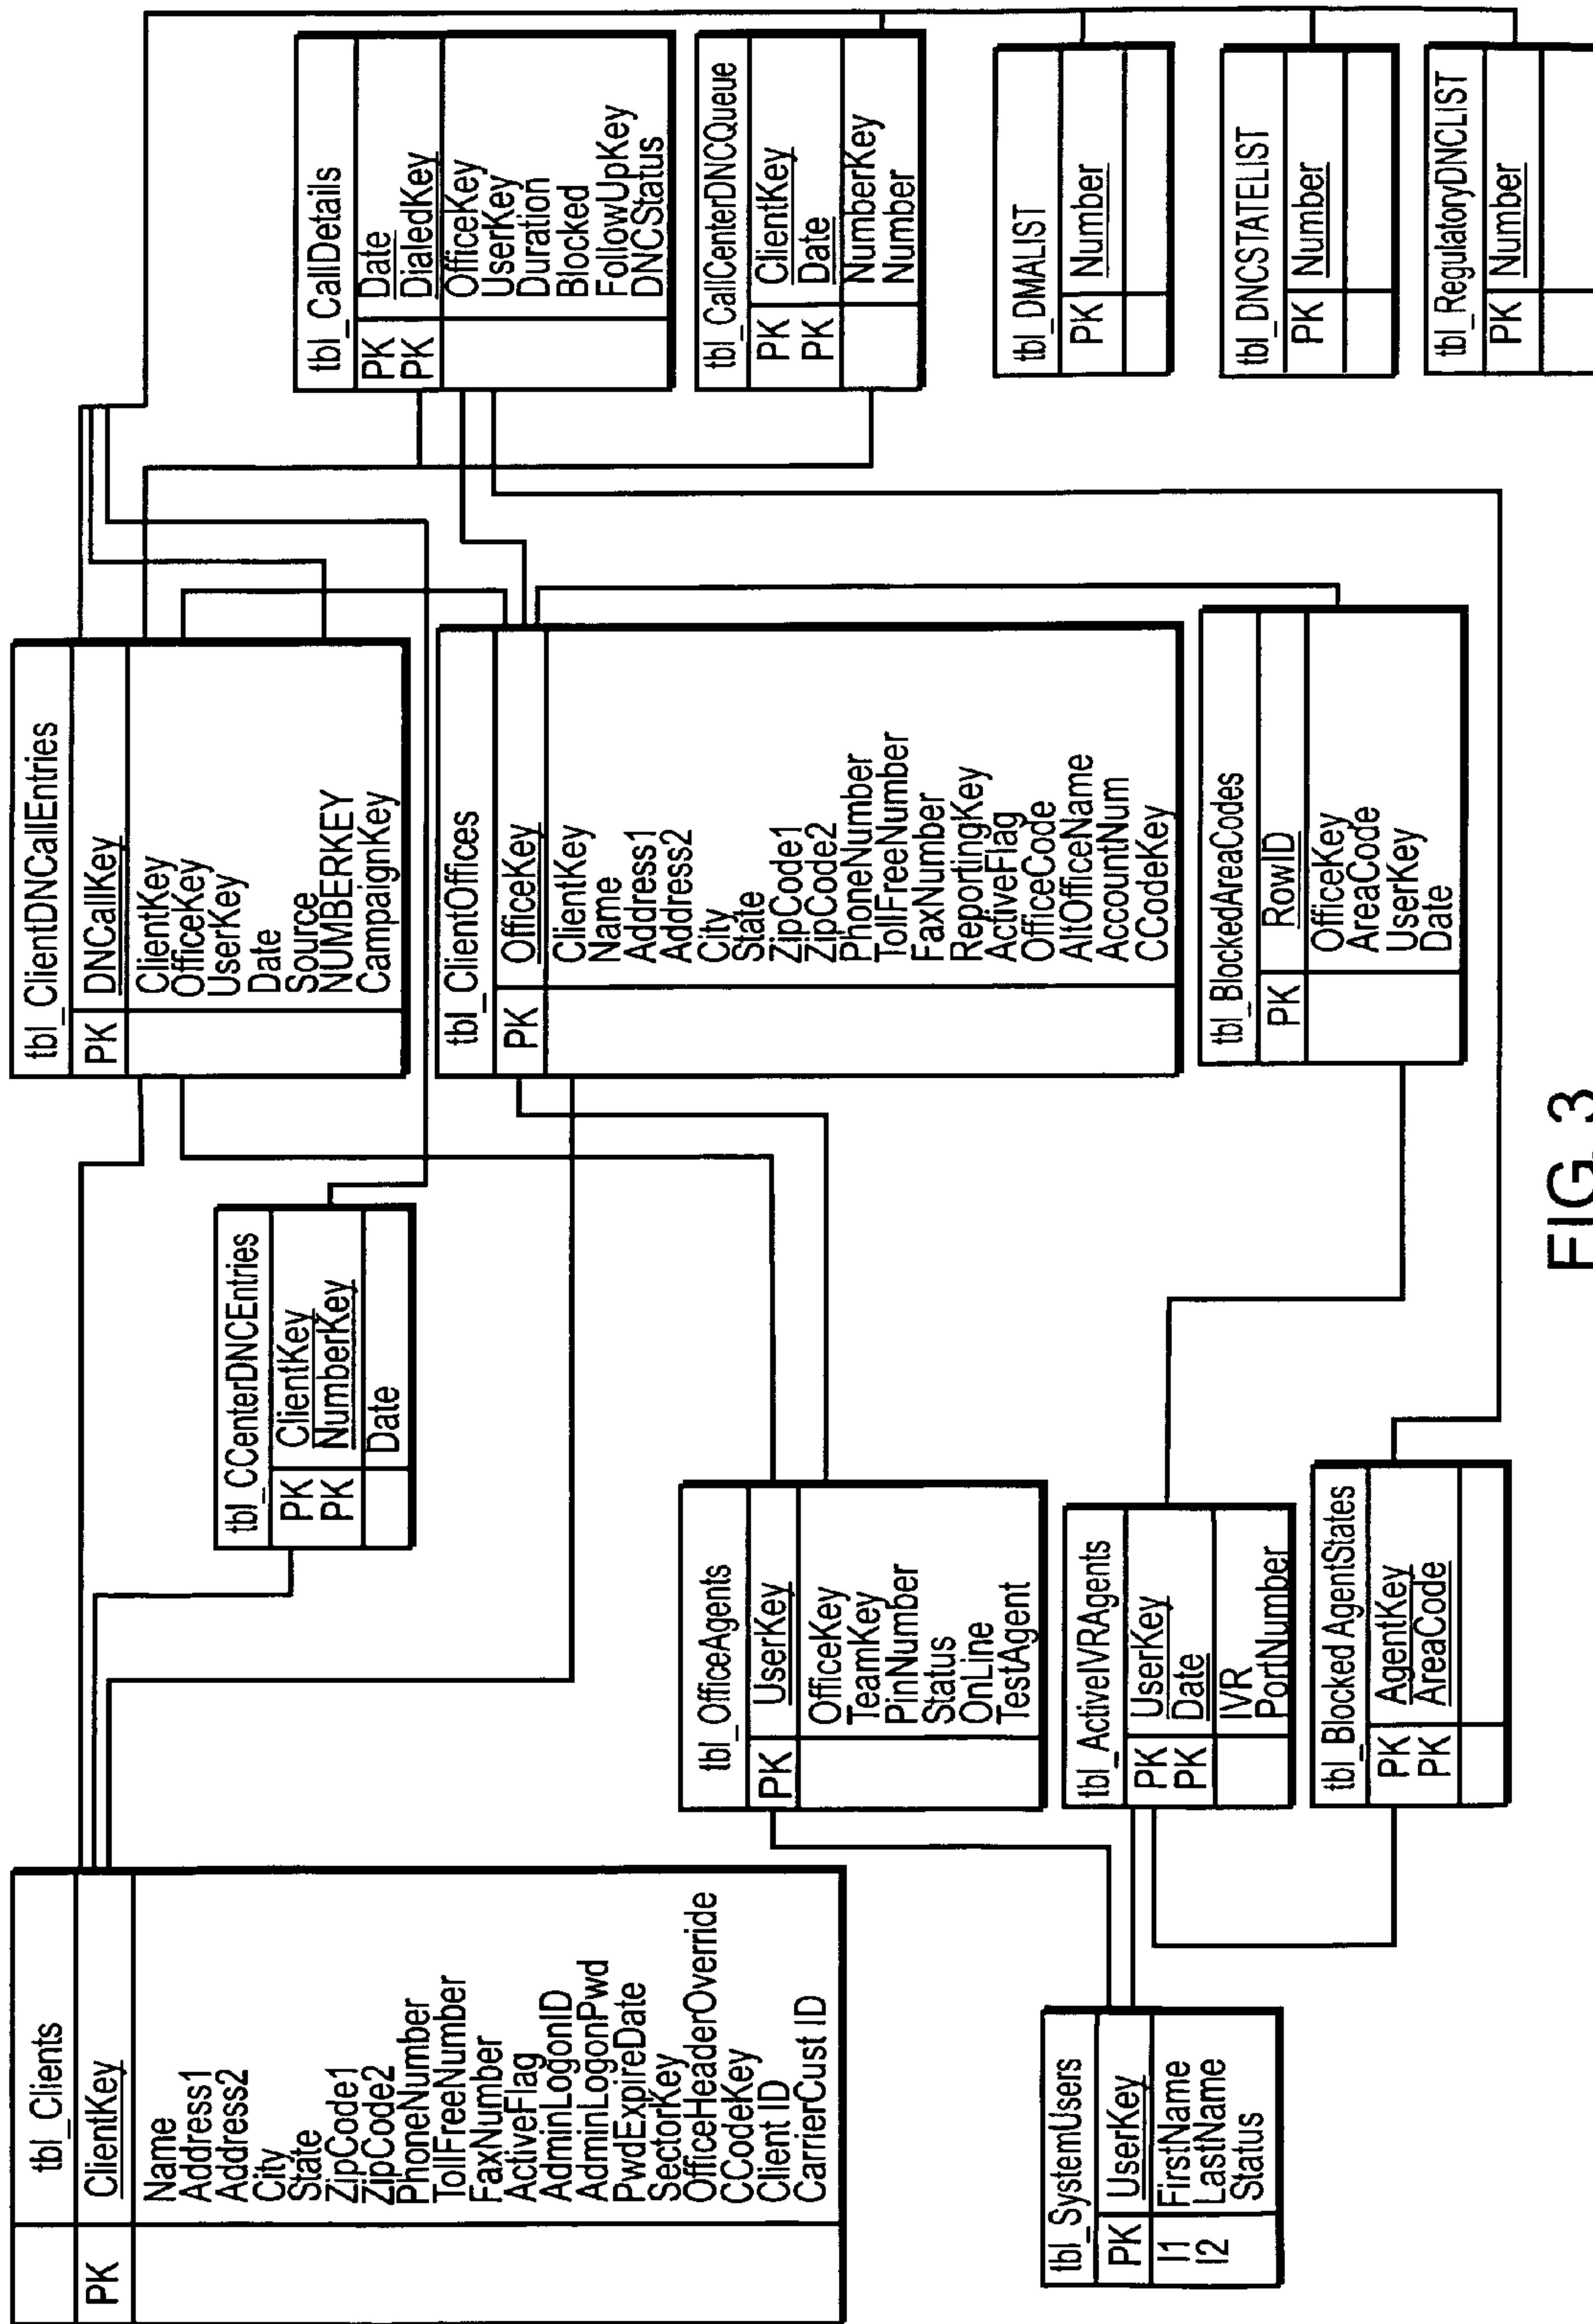 tbl_Clients
PK ClientKey
Name
Address1
Address2
City
State
ZipCode1
ZipCode2
PhoneNumber
TollFreeNumber
FaxNumber
ActiveFlag
AdminLogonID
AdminLogonPwd
PwdExpireDate
SectorKey
OfficeHeaderOverride
CCodeKey
Client ID
CarrierCust ID
tbl_SystemUsers
PK UserKey
I1 FirstName
I2 LastName
Status
tbl_CCenterDNCEntries
PK ClientKey
PK NumberKey
Date
tbl_OfficeAgents
PK UserKey
OfficeKey
TeamKey
PinNumber
Status
OnLine
TestAgent
tbl_ActiveIVRAgents
PK UserKey
PK Date
IVR
PortNumber
tbl_Blocked AgentStates
PK AgentKey
PK AreaCode
tbl_ClientDNCallEntries
PK DNCallKey
ClientKey
OfficeKey
UserKey
Date
Source
NUMBERKEY
CampaignKey
tbl_ClientOffices
PK OfficeKey
ClientKey
Name
Address1
Address2
City
State
ZipCode1
ZipCode2
PhoneNumber
TollFreeNumber
FaxNumber
ReportingKey
ActiveFlag
OfficeCode
AltOfficeName
AccountNum
CCodeKey
tbl_BlockedAreaCodes
PK RowID
OfficeKey
AreaCode
UserKey
Date
tbl_CallDetails
PK Date
PK DialedKey
OfficeKey
UserKey
Duration
Blocked
FollowUpKey
DNCStatus
tbl_CallCenterDNCQueue
PK ClientKey
PK Date
NumberKey
Number
tbl_DMALIST
PK Number
tbl_DNCSTATELIST
PK Number
tbl_RegulatoryDNCLIST
PK Number
FIG. 3